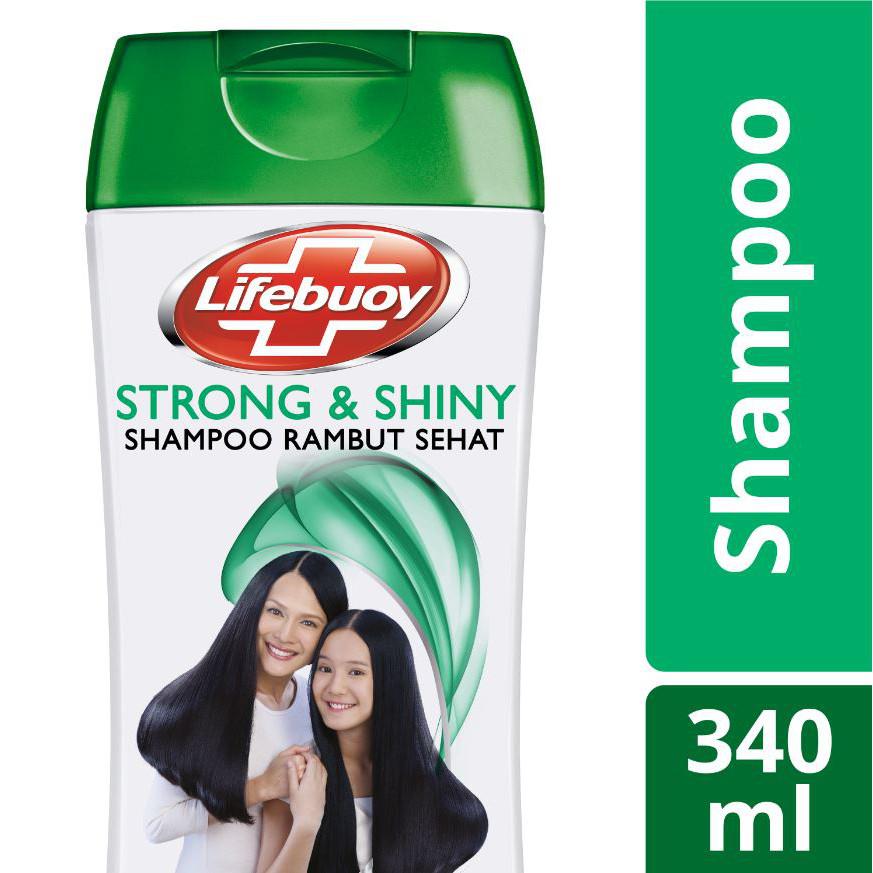 Lifebuoy
STRONG & SHINY
SHAMPOO RAMBUT SEHAT
Shampoo
340
ml